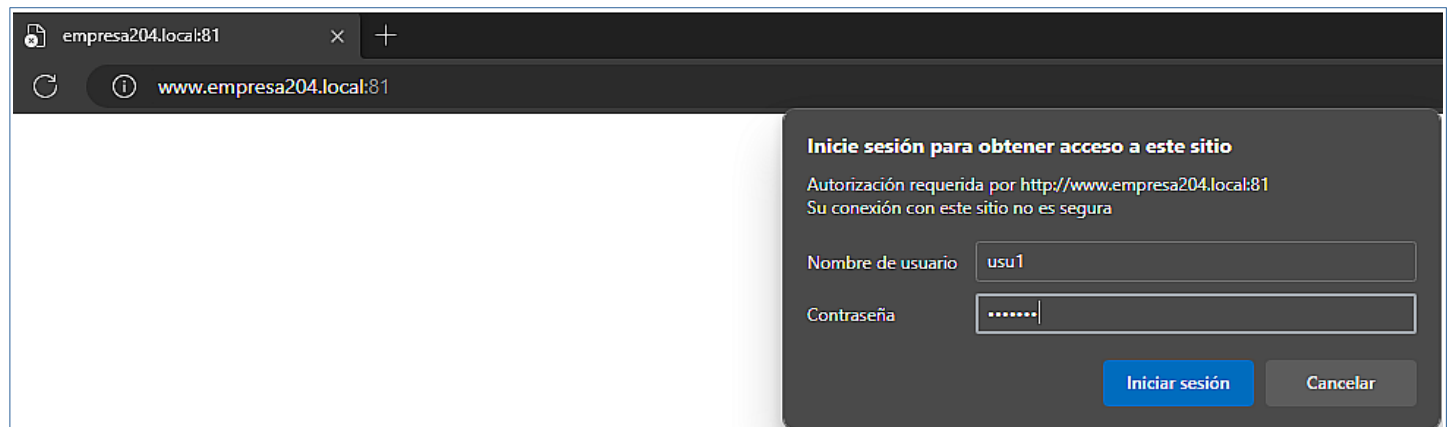 empresa204.local:81
www.empresa204.local:81
Inicie sesión para obtener acceso a este sitio
Autorización requerida por http://www.empresa204.local:81
Su conexión con este sitio no es segura
Nombre de usuario usu1
Contraseña •••••••
Iniciar sesión Cancelar